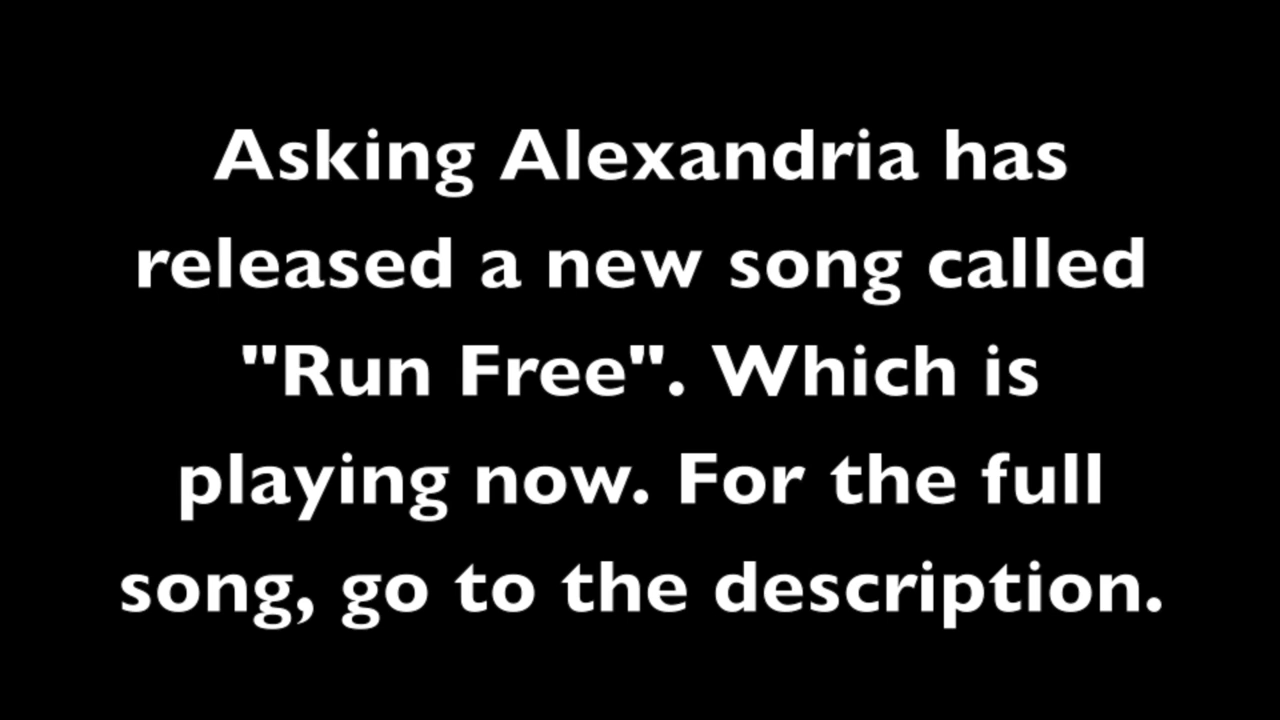 Asking Alexandria has
released a new song called
"Run Free". Which is
playing now. For the full
song, go to the description.